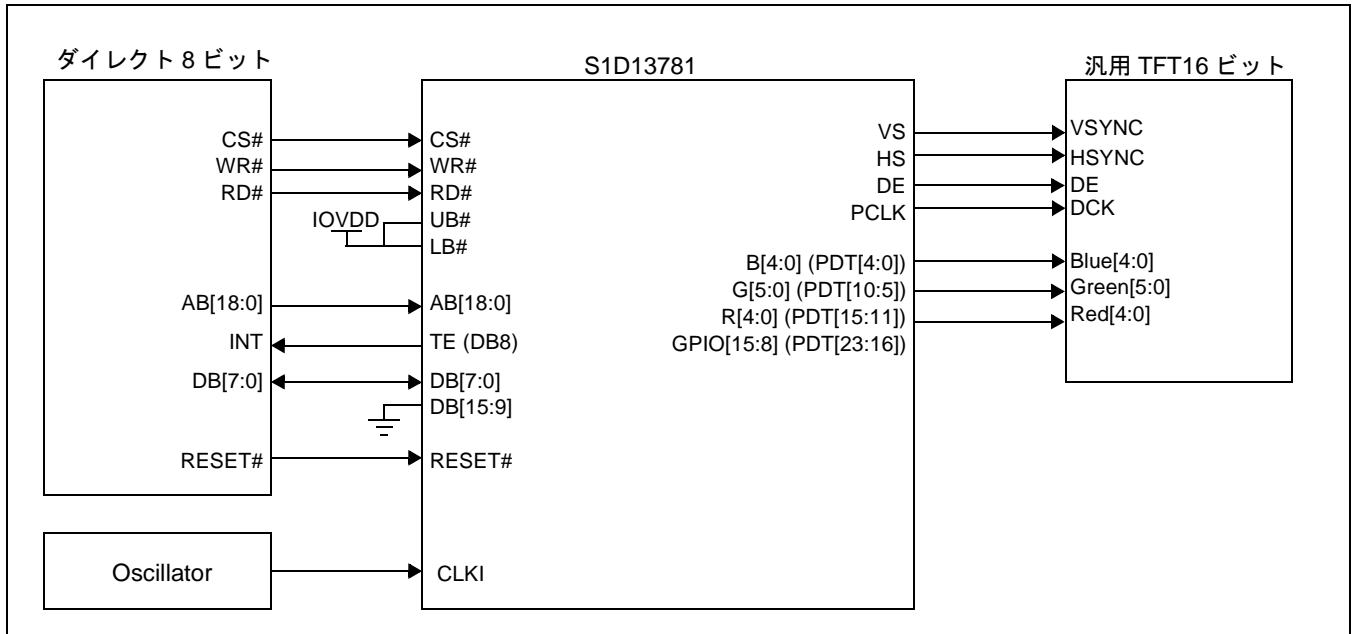 ダイレクト 8 ビット
CS#
WR#
RD#
AB[18:0]
INT
DB[7:0]
RESET#
Oscillator
IOVDD
S1D13781
CS#
WR#
RD#
UB#
LB#
AB[18:0]
TE (DB8)
DB[7:0]
DB[15:9]
RESET#
CLKI
VS
HS
DE
PCLK
B[4:0] (PDT[4:0])
G[5:0] (PDT[10:5])
R[4:0] (PDT[15:11])
GPIO[15:8] (PDT[23:16])
汎用 TFT16 ビット
VSYNC
HSYNC
DE
DCK
Blue[4:0]
Green[5:0]
Red[4:0]